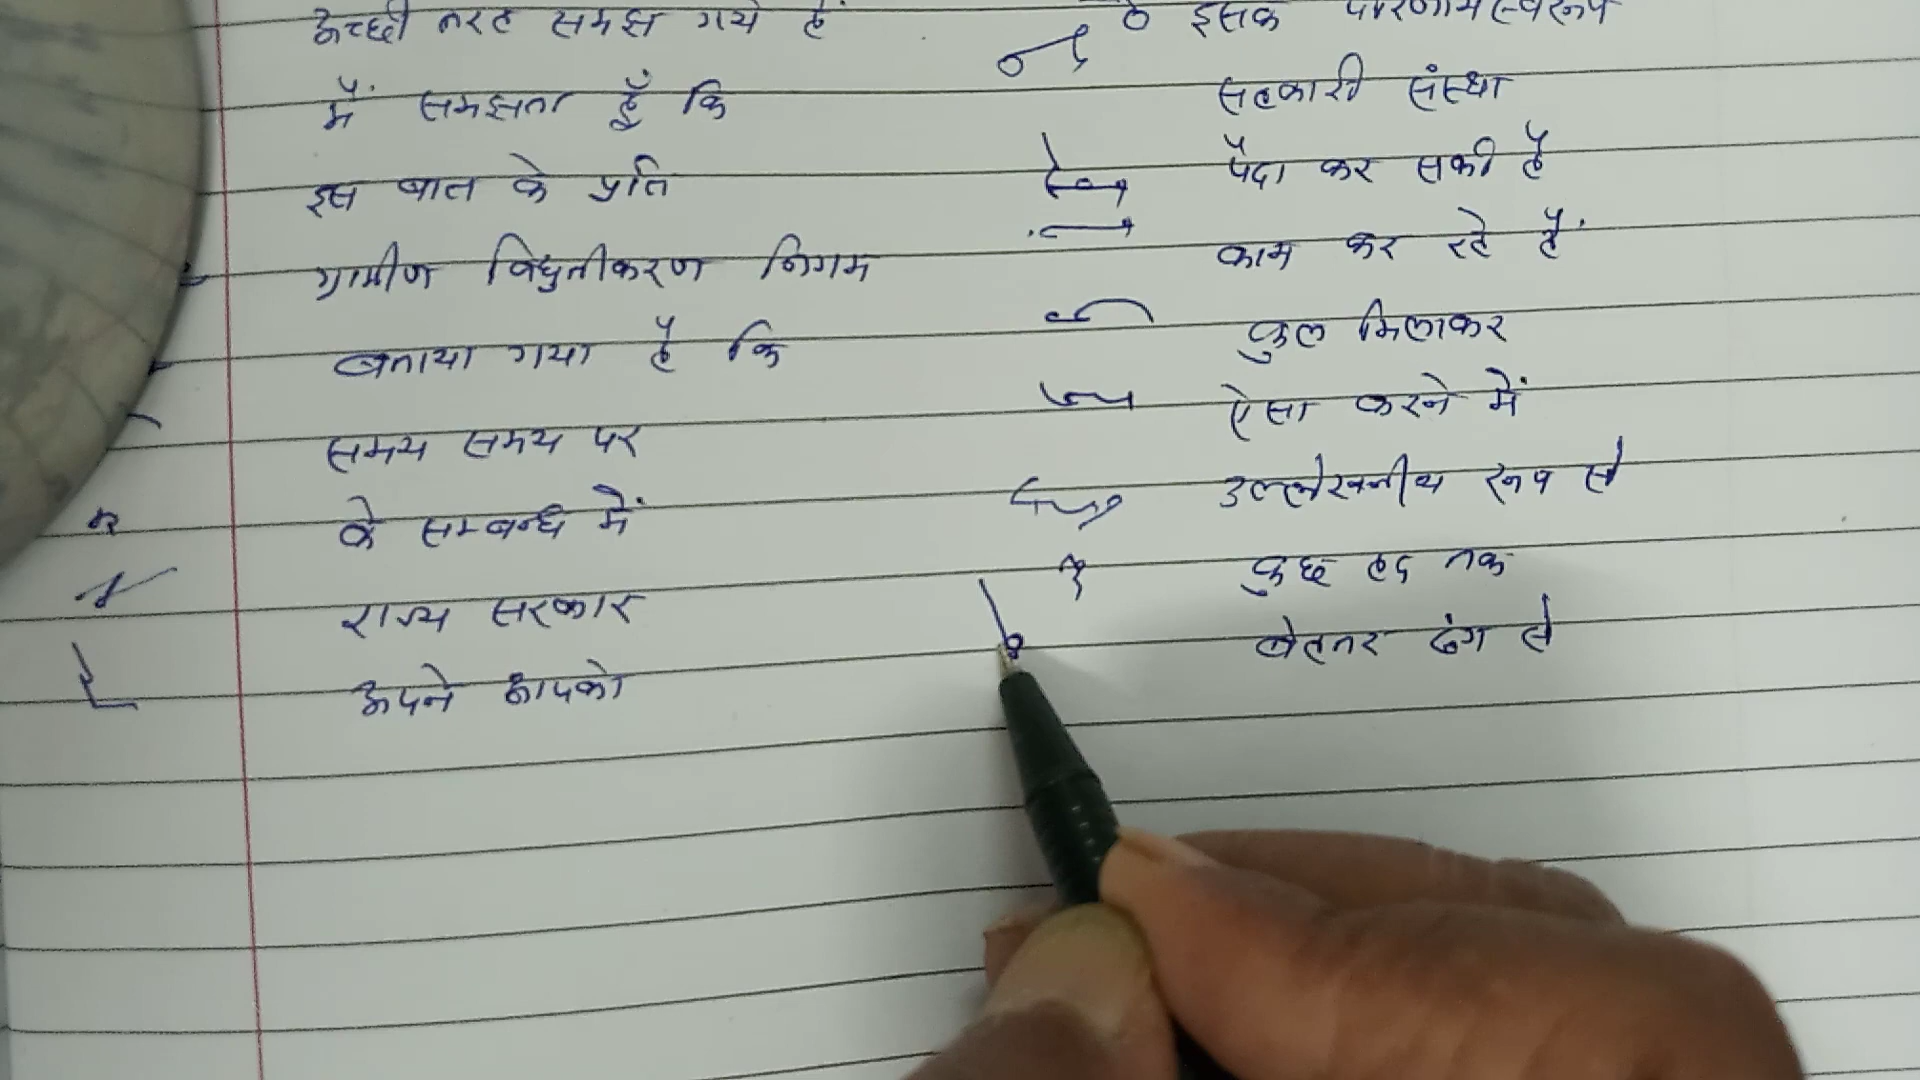 अच्छी तरह समझ गये हैं
मैं समझता हूँ कि
इस बात के प्रति
ग्रामीण विधुतीकरण निगम
बताया गया है कि
समय समय पर
के सम्बन्ध में
राज्य सरकार
अपने आपको
इसके परिणामस्वरूप
सहकारी संस्था
पैदा कर सकी है
काम कर रहे हैं
कुल मिलाकर
ऐसा करने में
उल्लेखनीय रूप से
कुछ हद तक
बेहतर ढंग से